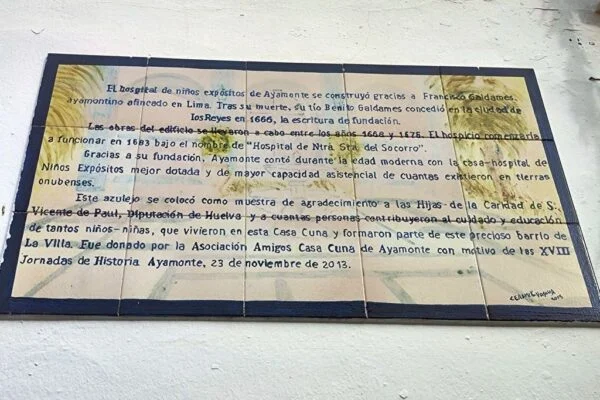 El hospital de niños expósitos de Ayamonte se construyó gracias a Francisco Galdames,
ayamontino afincado en Lima. Tras su muerte, su tío Benito Galdames concedió en la ciudad de
los Reyes en 1666, la escritura de fundación.
Las obras del edificio se llevaron a cabo entre los años 1668 y 1678. El hospicio comenzaría
a funcionar en 1683 bajo el nombre de "Hospital de Ntrá. Srá. del Socorro".
Gracias a su fundación, Ayamonte contó durante la edad moderna con la casa-hospital de
Niños Expósitos mejor dotada y de mayor capacidad asistencial de cuantas existieron en tierras
onubenses.
Este azulejo se colocó como muestra de agradecimiento a las Hijas de la Caridad de S.
Vicente de Paul, Diputación de Huelva y a cuantas personas contribuyeron al cuidado y educación
de tantos niños-niñas, que vivieron en esta Casa Cuna y formaron parte de este precioso barrio de
La Villa. Fue donado por la Asociación Amigos Casa Cuna de Ayamonte con motivo de las XVIII
Jornadas de Historia Ayamonte, 23 de noviembre de 2013.
2013